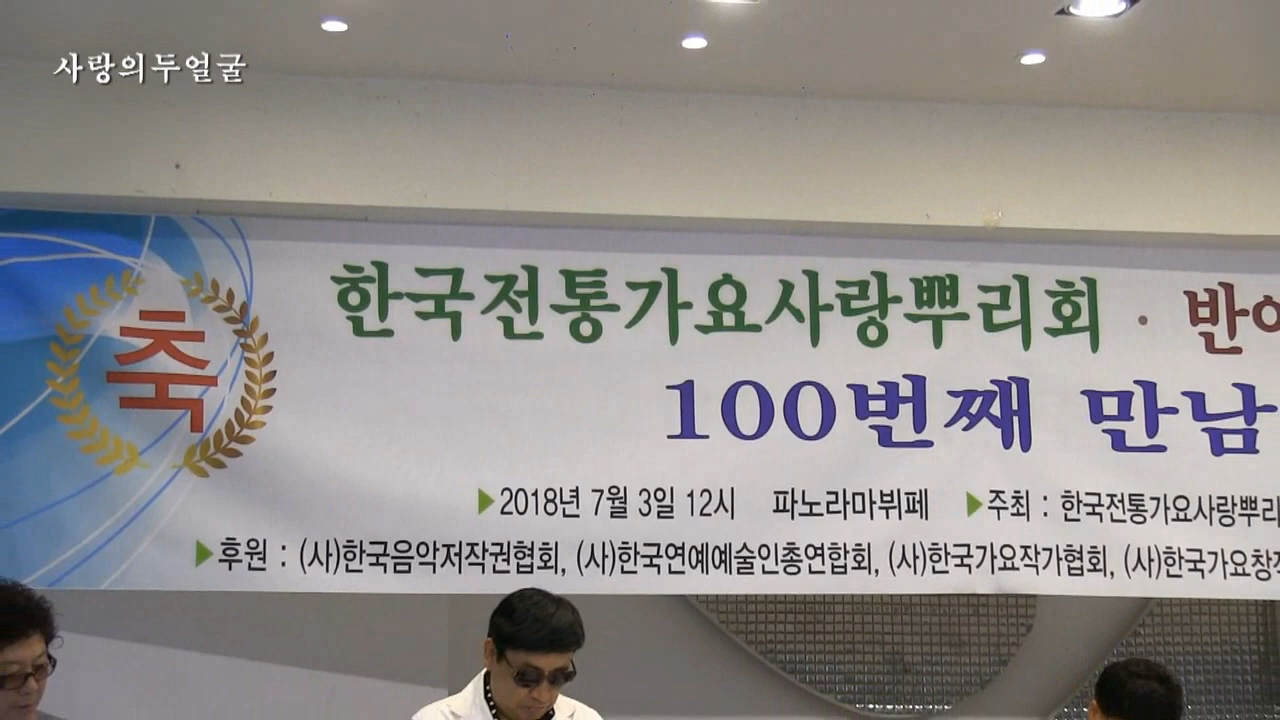 사랑의두얼굴
축
한국전통가요사랑뿌리회 · 반야
100번째 만남
▶2018년 7월 3일 12시 파노라마뷔페 ▶주최 : 한국전통가요사랑뿌리
▶후원 : (사)한국음악저작권협회, (사)한국연예예술인총연합회, (사)한국가요작가협회, (사)한국가요창작